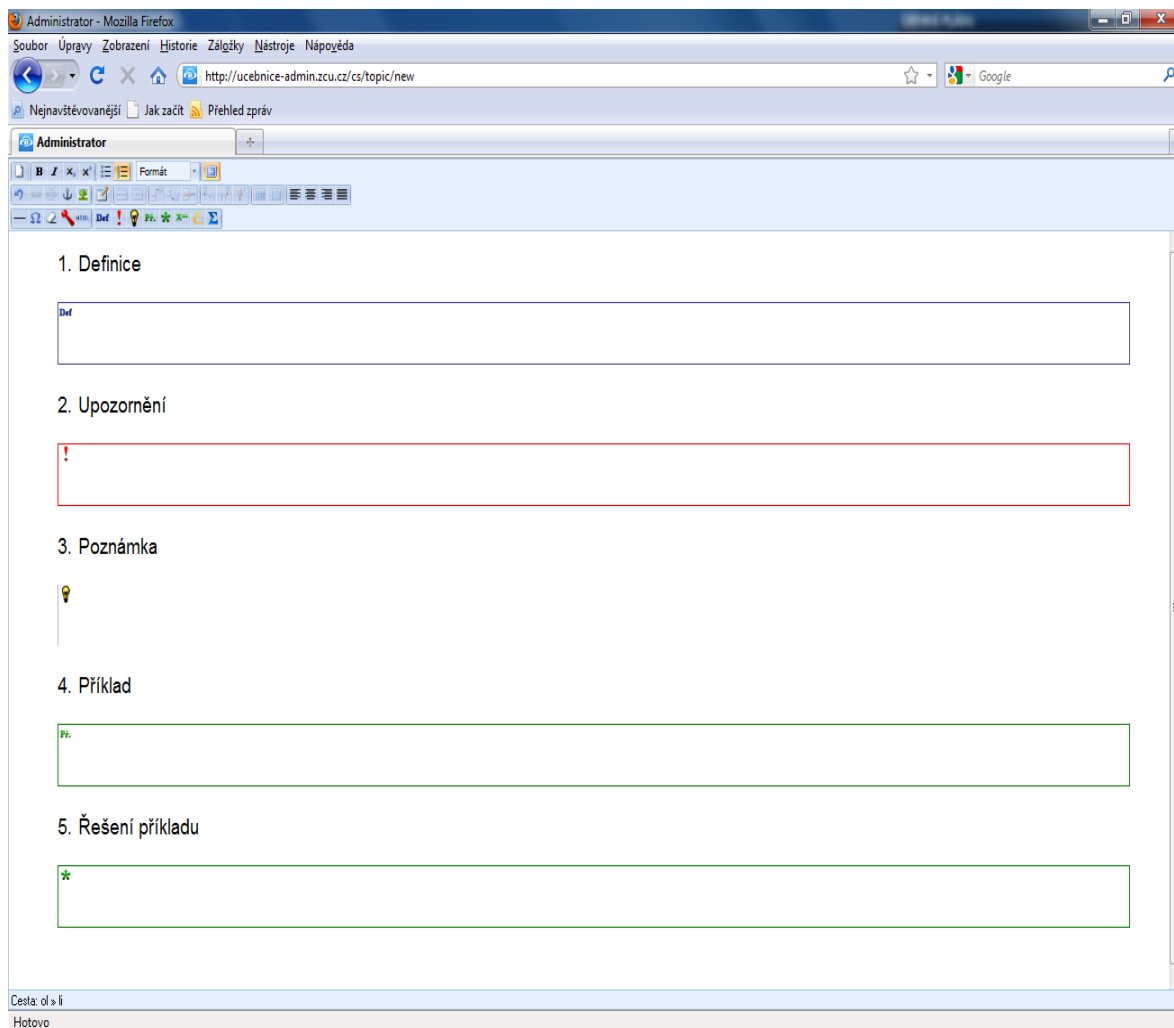 Administrator - Mozilla Firefox
Soubor Úpravy Zobrazení Historie Záložky Nástroje Nápověda
http://ucebnice-admin.zcu.cz/cs/topic/new
Google
Nejnavštěvovanější Jak začít Přehled zpráv
Administrator
B I x, x² Formát
HTML Def ! Př. * Σ
1. Definice
Def
2. Upozornění
!
3. Poznámka
4. Příklad
Př.
5. Řešení příkladu
*
Cesta: ol » li
Hotovo